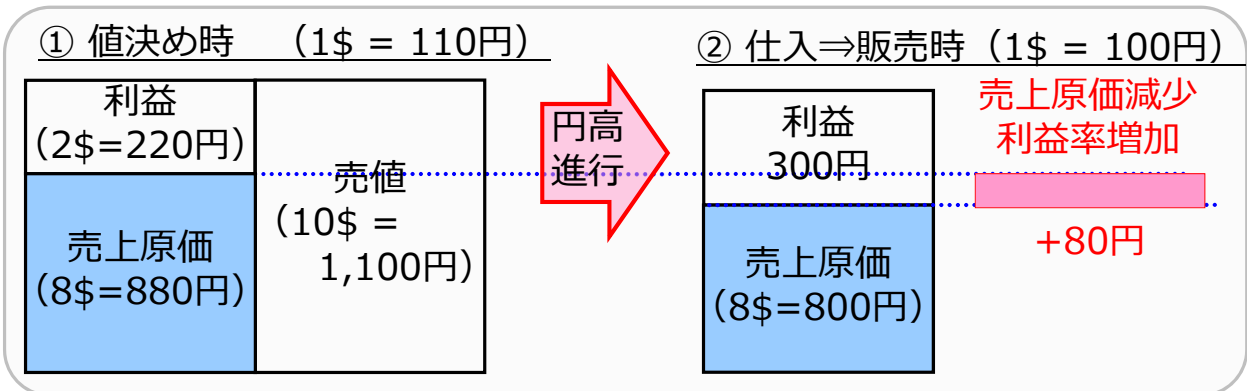 ① 値決め時　（1$ = 110円）
利益
（2$=220円）
売上原価
（8$=880円）
売値
（10$ =
1,100円）
円高
進行
② 仕入⇒販売時（1$ = 100円）
利益
300円
売上原価
（8$=800円）
売上原価減少
利益率増加
+80円